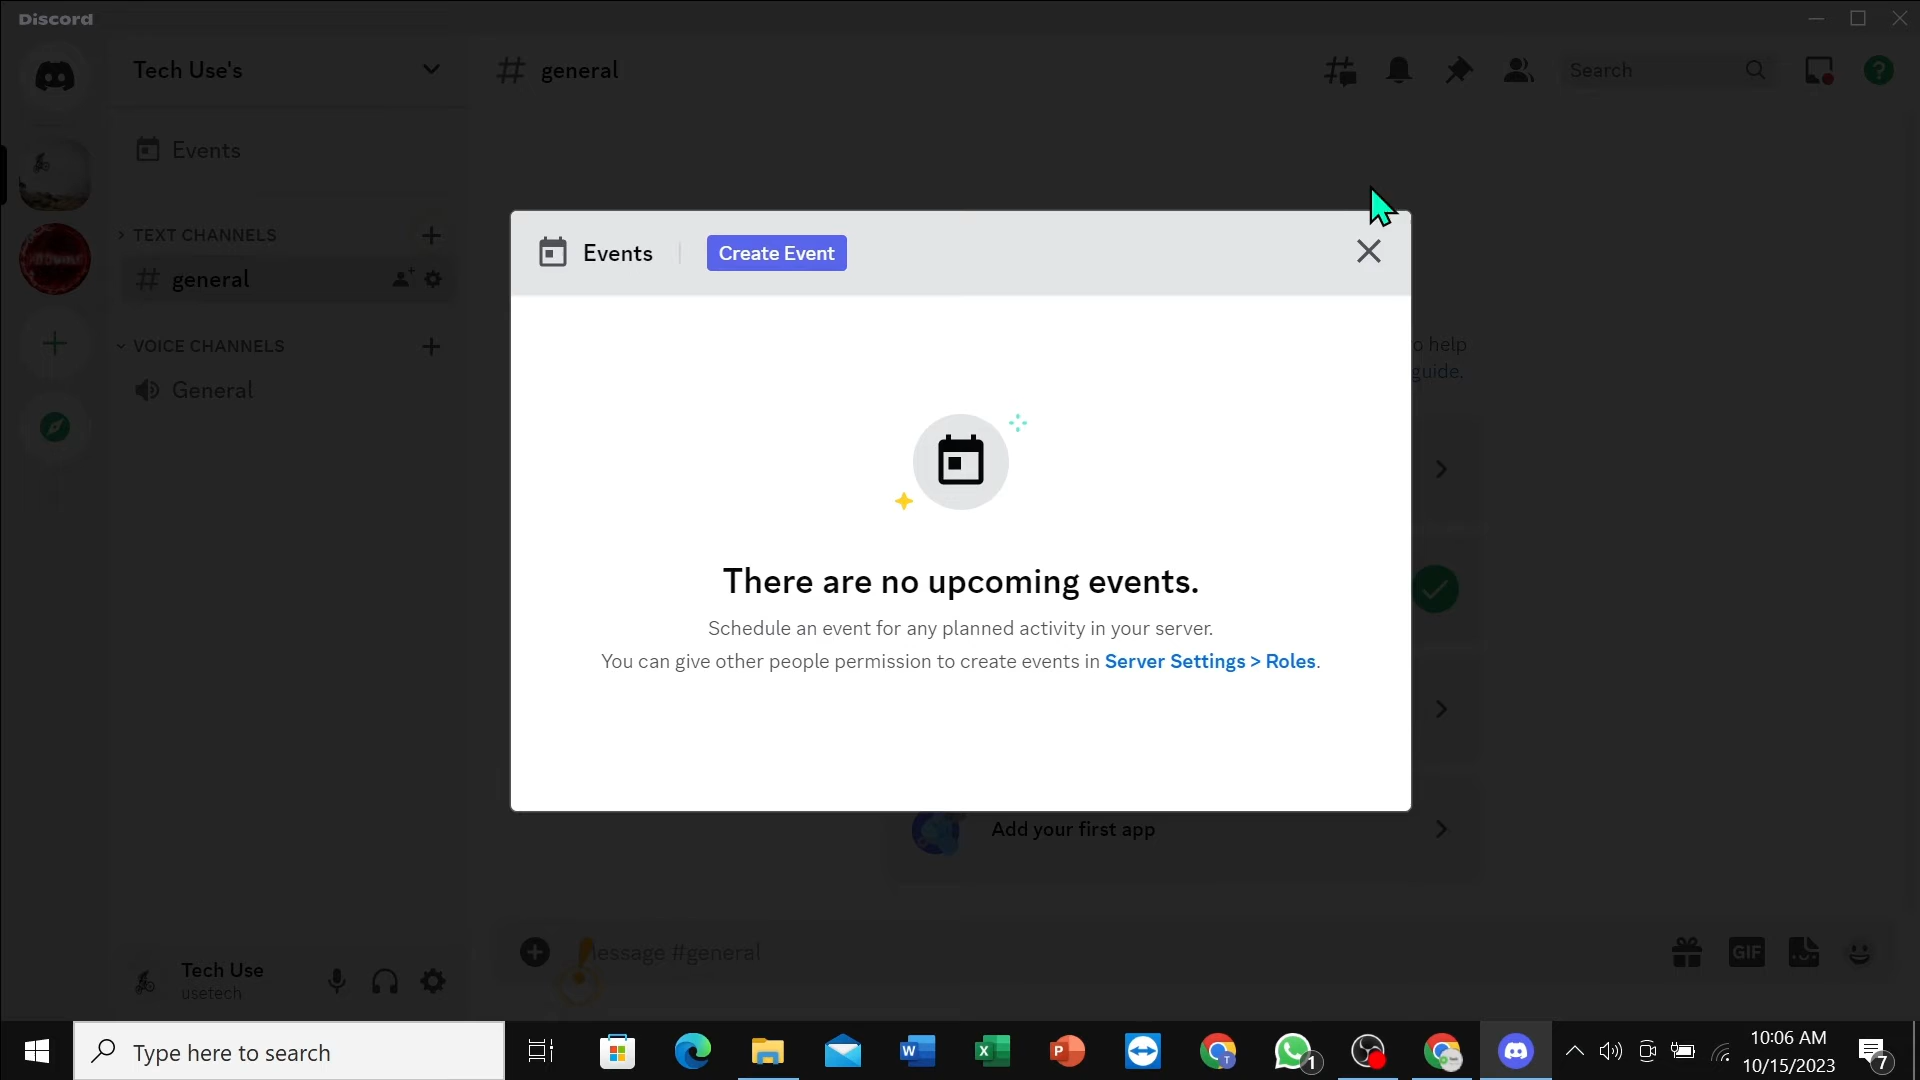 Discord
Tech Use's
general
Search
Events
TEXT CHANNELS
general
VOICE CHANNELS
General
Events
Create Event
There are no upcoming events.
Schedule an event for any planned activity in your server.
You can give other people permission to create events in Server Settings > Roles.
o help
guide.
Add your first app
Message #general
GIF
Tech Use
usetech
Type here to search
1
10:06 AM
10/15/2023
7